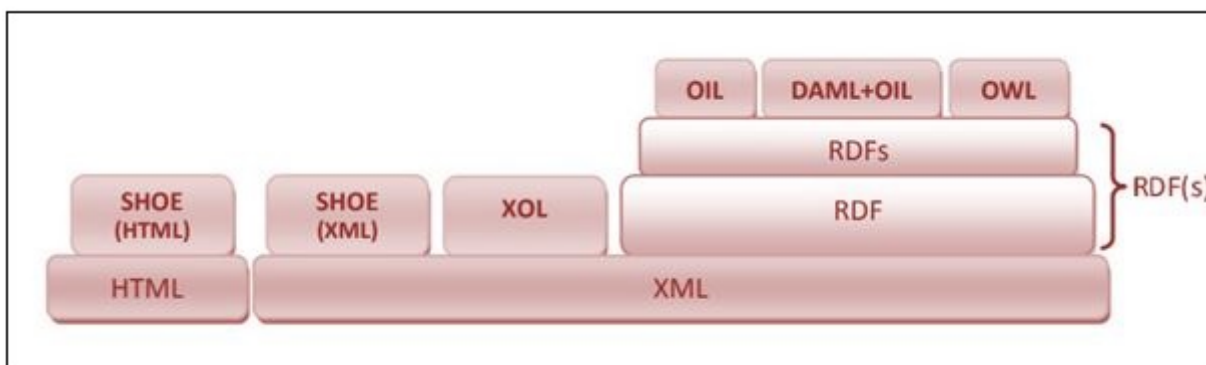 OIL
DAML+OIL
OWL
RDFs
SHOE
(HTML)
SHOE
(XML)
XOL
RDF
RDF(s)
HTML
XML